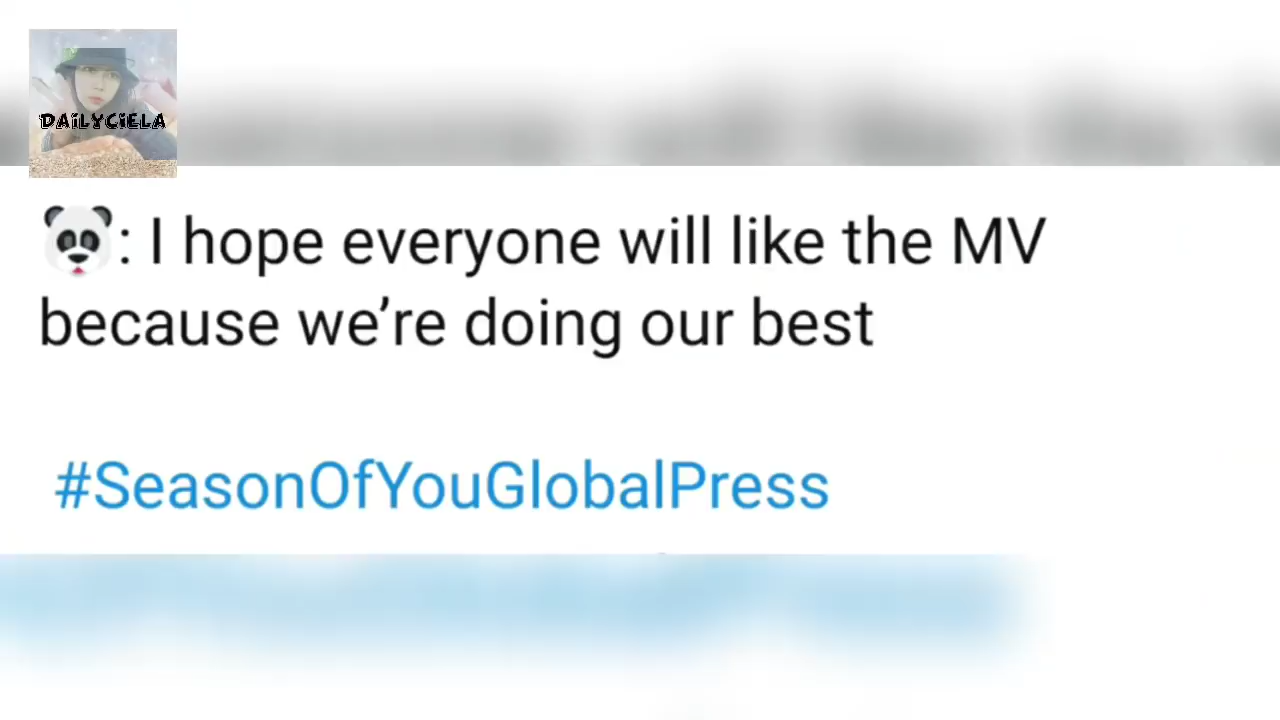 DAILYCIELA
🐼: I hope everyone will like the MV
because we’re doing our best
#SeasonOfYouGlobalPress